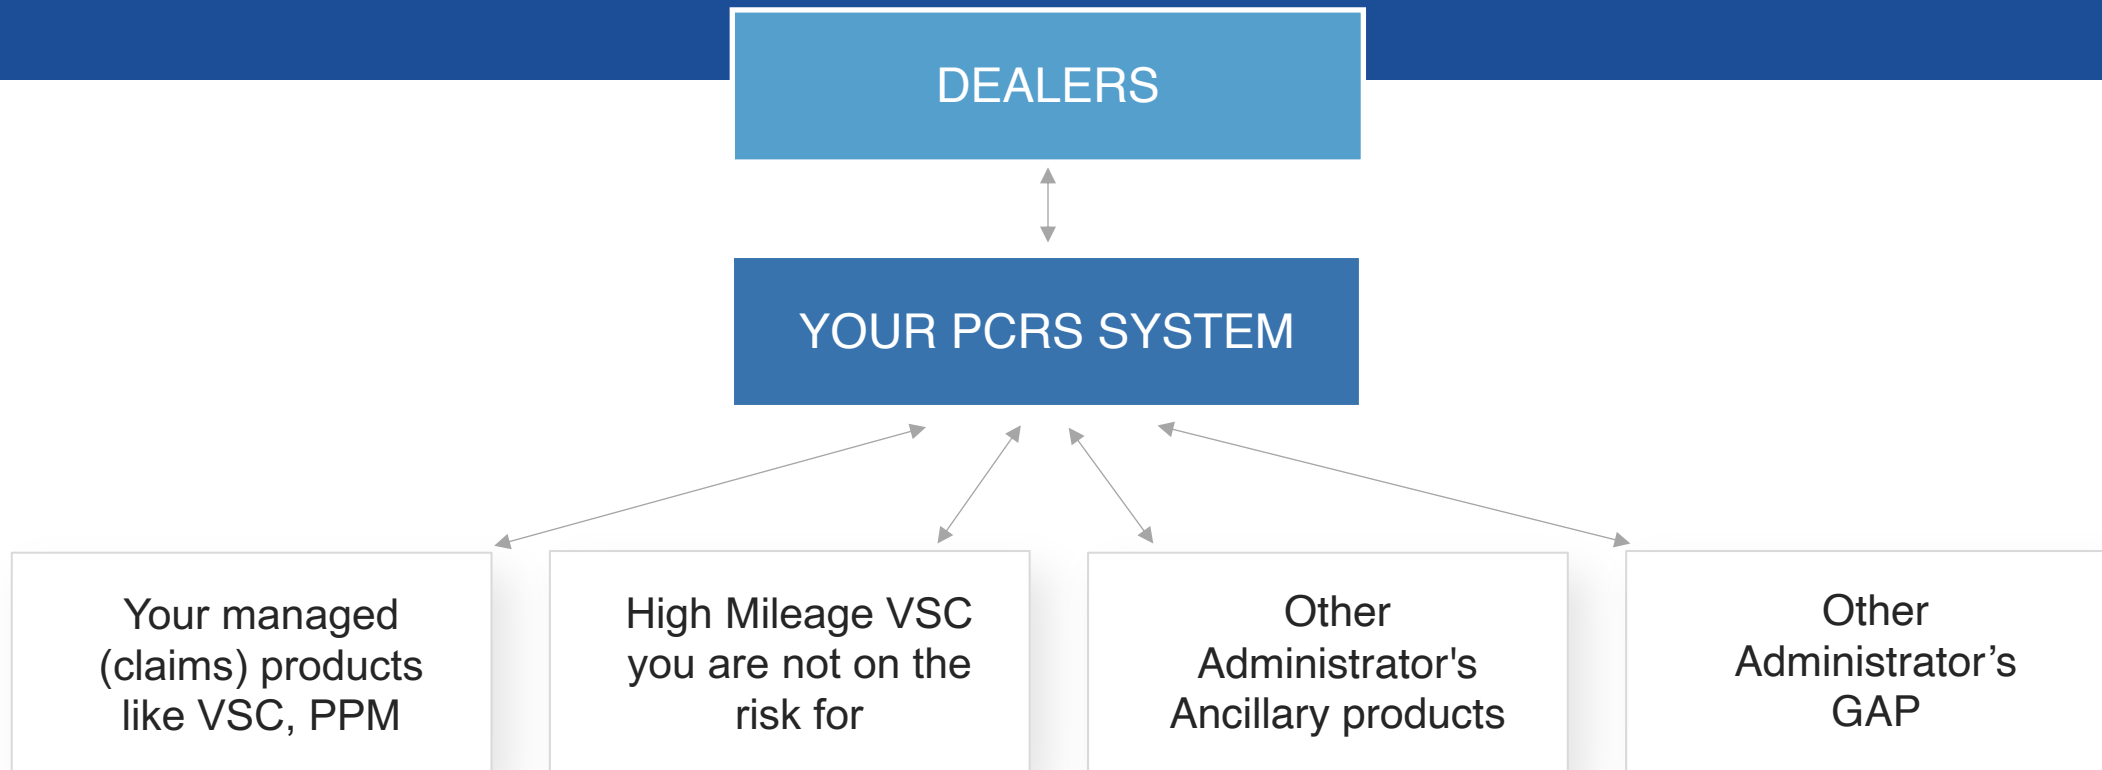 DEALERS
YOUR PCRS SYSTEM
Your managed
(claims) products
like VSC, PPM
High Mileage VSC
you are not on the
risk for
Other
Administrator's
Ancillary products
Other
Administrator’s
GAP